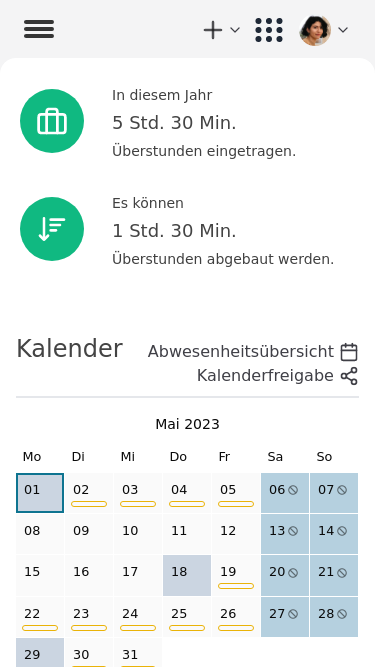 In diesem Jahr
5 Std. 30 Min.
Überstunden eingetragen.
Es können
1 Std. 30 Min.
Überstunden abgebaut werden.
Kalender
Abwesenheitsübersicht
Kalenderfreigabe
Mai 2023
Mo Di Mi Do Fr Sa So
01 02 03 04 05 06 07
08 09 10 11 12 13 14
15 16 17 18 19 20 21
22 23 24 25 26 27 28
29 30 31